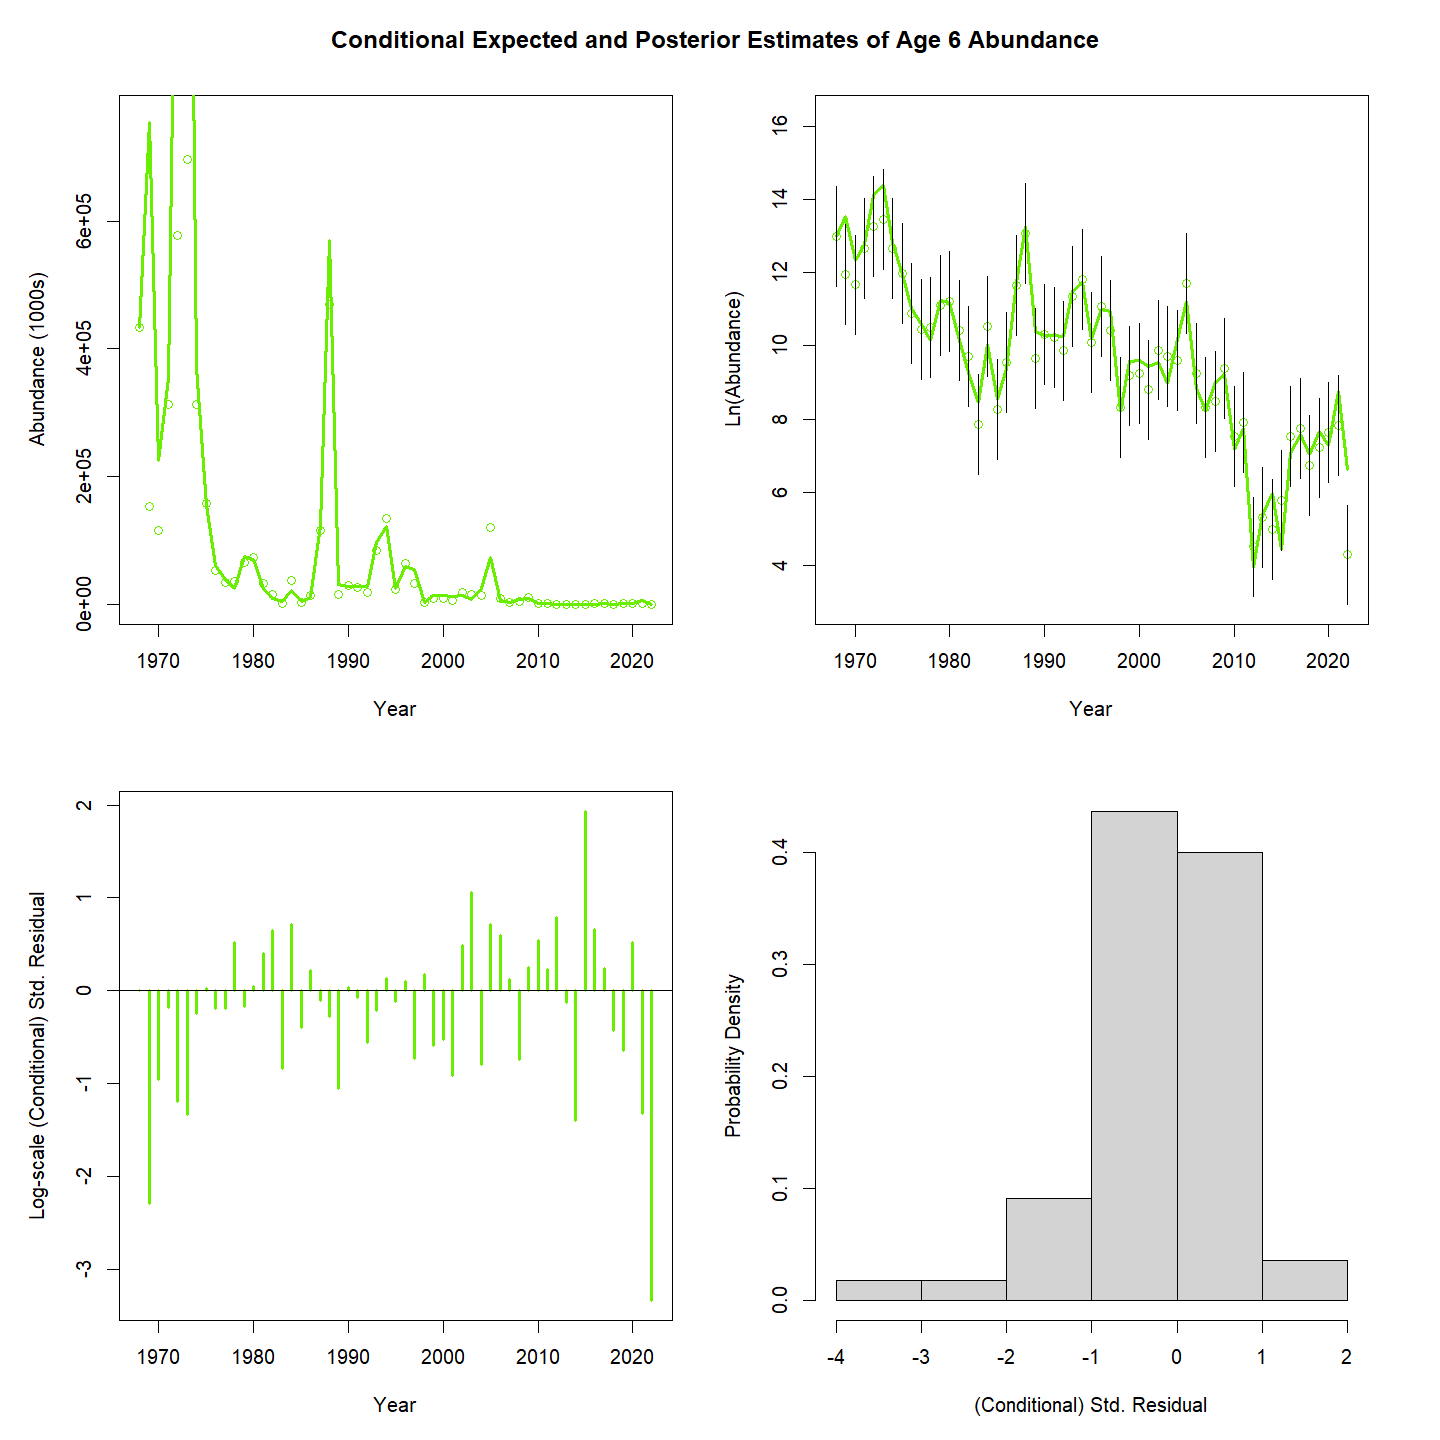 Conditional Expected and Posterior Estimates of Age 6 Abundance
Abundance (1000s)
0e+00 2e+05 4e+05 6e+05
1970 1980 1990 2000 2010 2020
Year
Ln(Abundance)
4 6 8 10 12 14 16
1970 1980 1990 2000 2010 2020
Year
Log-scale (Conditional) Std. Residual
-3 -2 -1 0 1 2
1970 1980 1990 2000 2010 2020
Year
Probability Density
0.0 0.1 0.2 0.3 0.4
-4 -3 -2 -1 0 1 2
(Conditional) Std. Residual